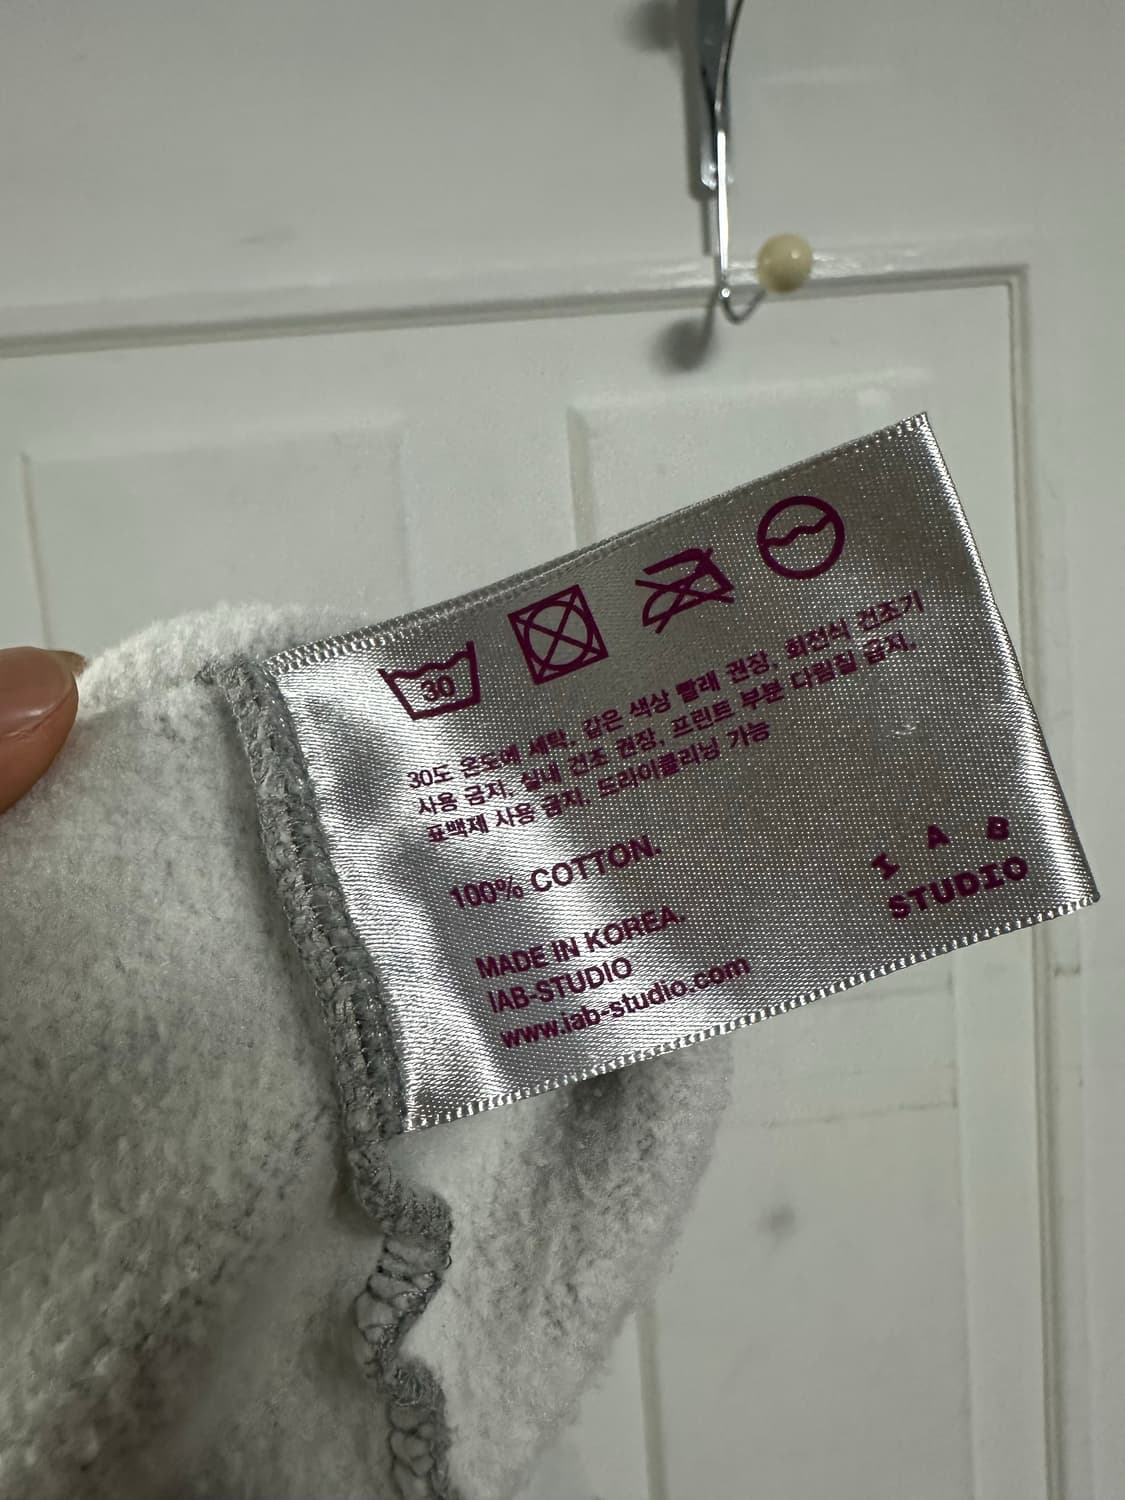 30
30도 온도에 세탁, 같은 색상 빨래 권장, 회전식 건조기
사용 금지, 실내 건조 권장, 프린트 부분 다림질 금지,
표백제 사용 금지, 드라이클리닝 가능
100% COTTON.
MADE IN KOREA.
IAB-STUDIO
www.iab-studio.com
I A B
STUDIO